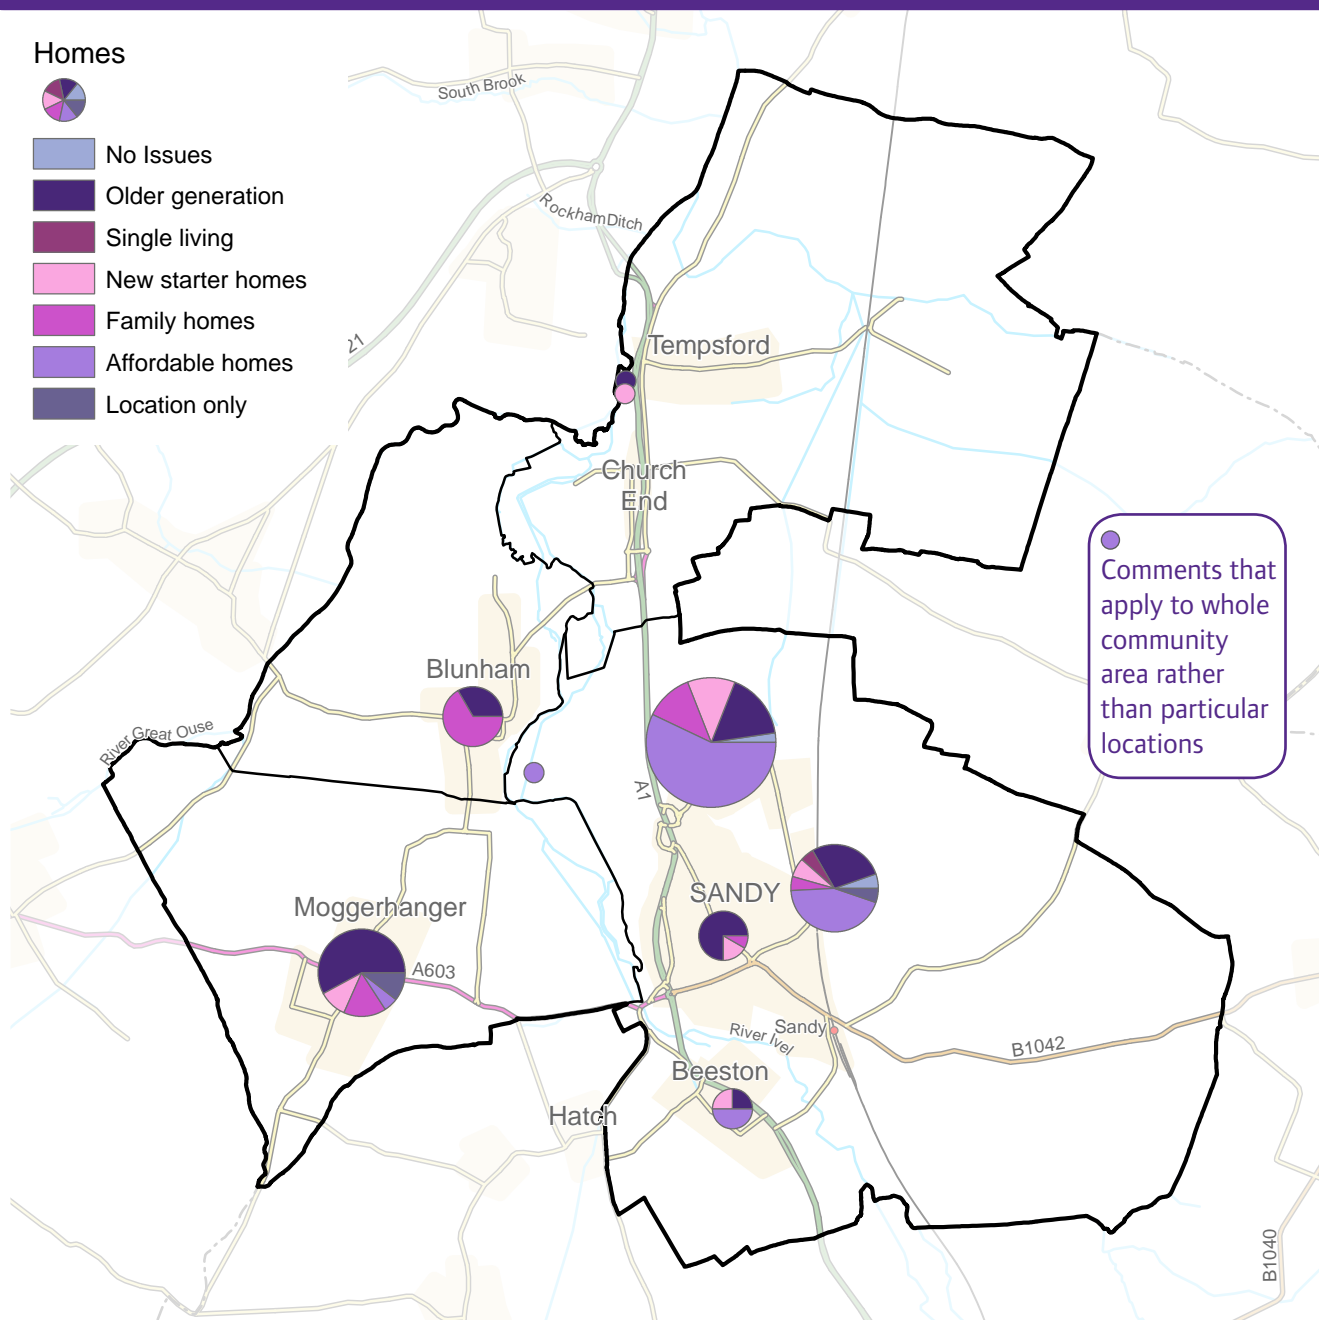 Homes
No Issues
Older generation
Single living
New starter homes
Family homes
Affordable homes
Location only
South Brook
RockhamDitch
21
Tempsford
Church
End
Comments that
apply to whole
community
area rather
than particular
locations
Blunham
River Great Ouse
A1
SANDY
Moggerhanger
A603
River Ivel
Sandy
B1042
Beeston
Hatch
B1040